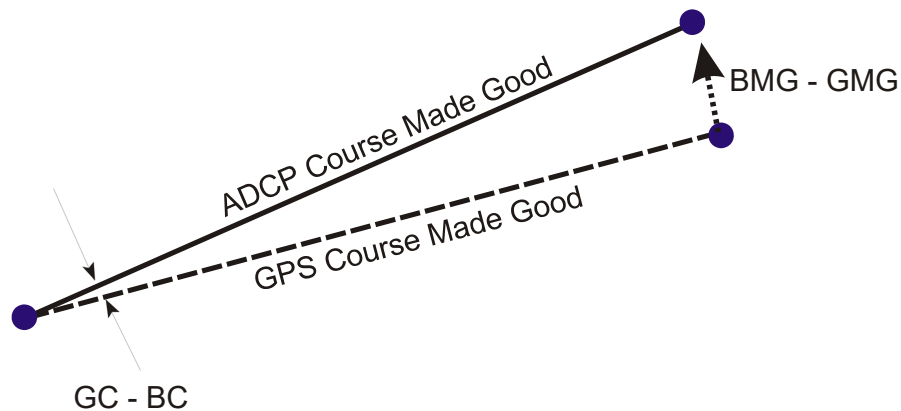 BMG - GMG
ADCP Course Made Good
GPS Course Made Good
GC - BC